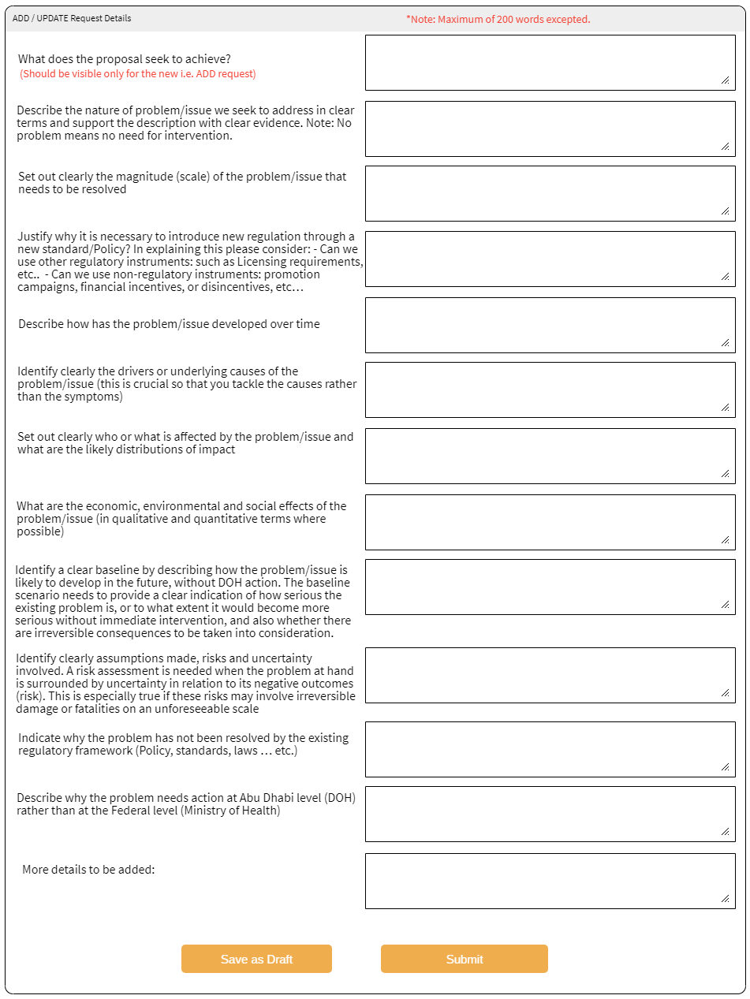 ADD / UPDATE Request Details
*Note: Maximum of 200 words excepted.
What does the proposal seek to achieve?
(Should be visible only for the new i.e. ADD request)
Describe the nature of problem/issue we seek to address in clear
terms and support the description with clear evidence. Note: No
problem means no need for intervention.
Set out clearly the magnitude (scale) of the problem/issue that
needs to be resolved
Justify why it is necessary to introduce new regulation through a
new standard/Policy? In explaining this please consider: - Can we
use other regulatory instruments: such as Licensing requirements,
etc.. - Can we use non-regulatory instruments: promotion
campaigns, financial incentives, or disincentives, etc…
Describe how has the problem/issue developed over time
Identify clearly the drivers or underlying causes of the
problem/issue (this is crucial so that you tackle the causes rather
than the symptoms)
Set out clearly who or what is affected by the problem/issue and
what are the likely distributions of impact
What are the economic, environmental and social effects of the
problem/issue (in qualitative and quantitative terms where
possible)
Identify a clear baseline by describing how the problem/issue is
likely to develop in the future, without DOH action. The baseline
scenario needs to provide a clear indication of how serious the
existing problem is, or to what extent it would become more
serious without immediate intervention, and also whether there
are irreversible consequences to be taken into consideration.
Identify clearly assumptions made, risks and uncertainty
involved. A risk assessment is needed when the problem at hand
is surrounded by uncertainty in relation to its negative outcomes
(risk). This is especially true if these risks may involve irreversible
damage or fatalities on an unforeseeable scale
Indicate why the problem has not been resolved by the existing
regulatory framework (Policy, standards, laws … etc.)
Describe why the problem needs action at Abu Dhabi level (DOH)
rather than at the Federal level (Ministry of Health)
More details to be added:
Save as Draft
Submit